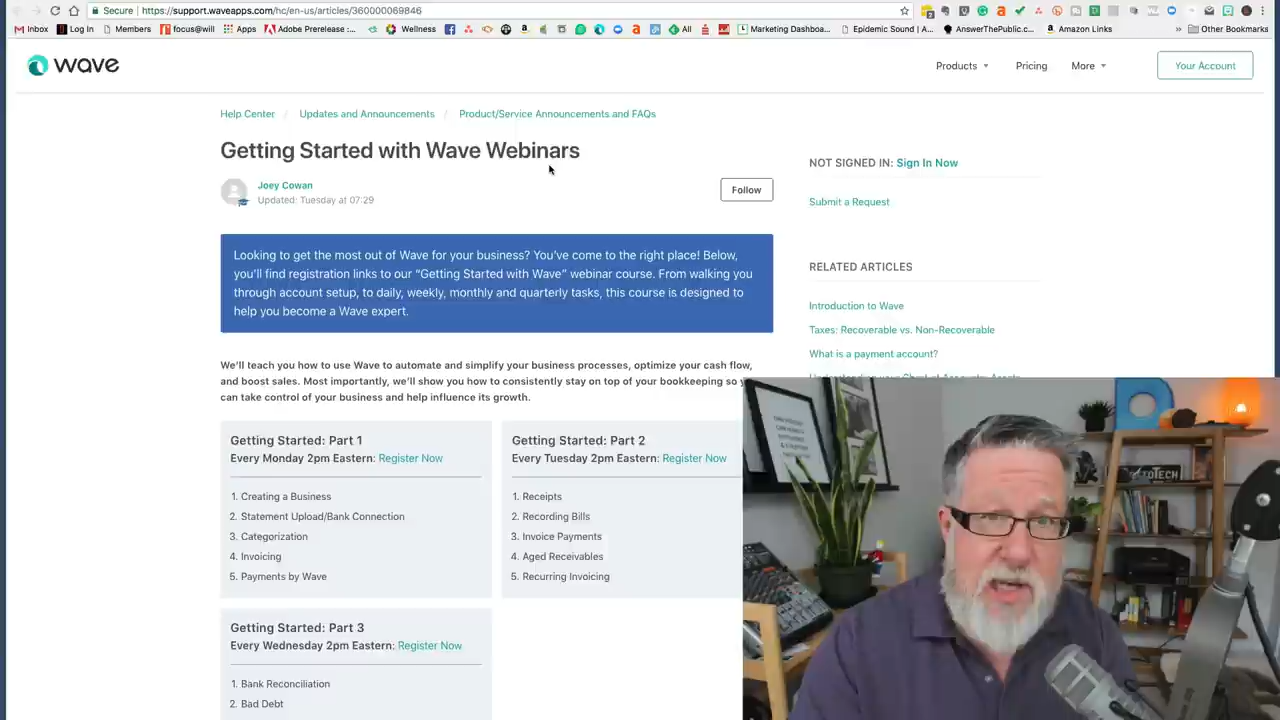 Secure
https://support.waveapps.com/hc/en-us/articles/360000069846
Inbox
Log In
Members
focus@will
Apps
Adobe Prerelease :...
Wellness
All
Marketing Dashboa...
Epidemic Sound | A...
AnswerThePublic.c...
Amazon Links
»
Other Bookmarks
wave
Products
Pricing
More
Your Account
Help Center / Updates and Announcements / Product/Service Announcements and FAQs
Getting Started with Wave Webinars
Joey Cowan
Updated: Tuesday at 07:29
Follow
Looking to get the most out of Wave for your business? You've come to the right place! Below,
you'll find registration links to our "Getting Started with Wave" webinar course. From walking you
through account setup, to daily, weekly, monthly and quarterly tasks, this course is designed to
help you become a Wave expert.
We'll teach you how to use Wave to automate and simplify your business processes, optimize your cash flow,
and boost sales. Most importantly, we'll show you how to consistently stay on top of your bookkeeping so
can take control of your business and help influence its growth.
Getting Started: Part 1
Every Monday 2pm Eastern: Register Now
1. Creating a Business
2. Statement Upload/Bank Connection
3. Categorization
4. Invoicing
5. Payments by Wave
Getting Started: Part 2
Every Tuesday 2pm Eastern: Register Now
1. Receipts
2. Recording Bills
3. Invoice Payments
4. Aged Receivables
5. Recurring Invoicing
Getting Started: Part 3
Every Wednesday 2pm Eastern: Register Now
1. Bank Reconciliation
2. Bad Debt
NOT SIGNED IN: Sign In Now
Submit a Request
RELATED ARTICLES
Introduction to Wave
Taxes: Recoverable vs. Non-Recoverable
What is a payment account?